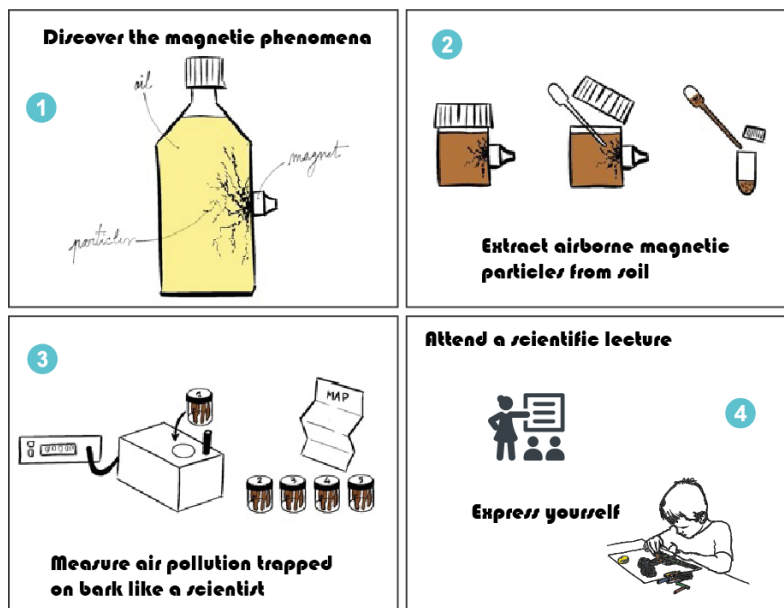 Discover the magnetic phenomena
1
oil
magnet
particles
2
Extract airborne magnetic
particles from soil
3
1
MAP
2 3 4 5
Measure air pollution trapped
on bark like a scientist
Attend a scientific lecture
4
Express yourself